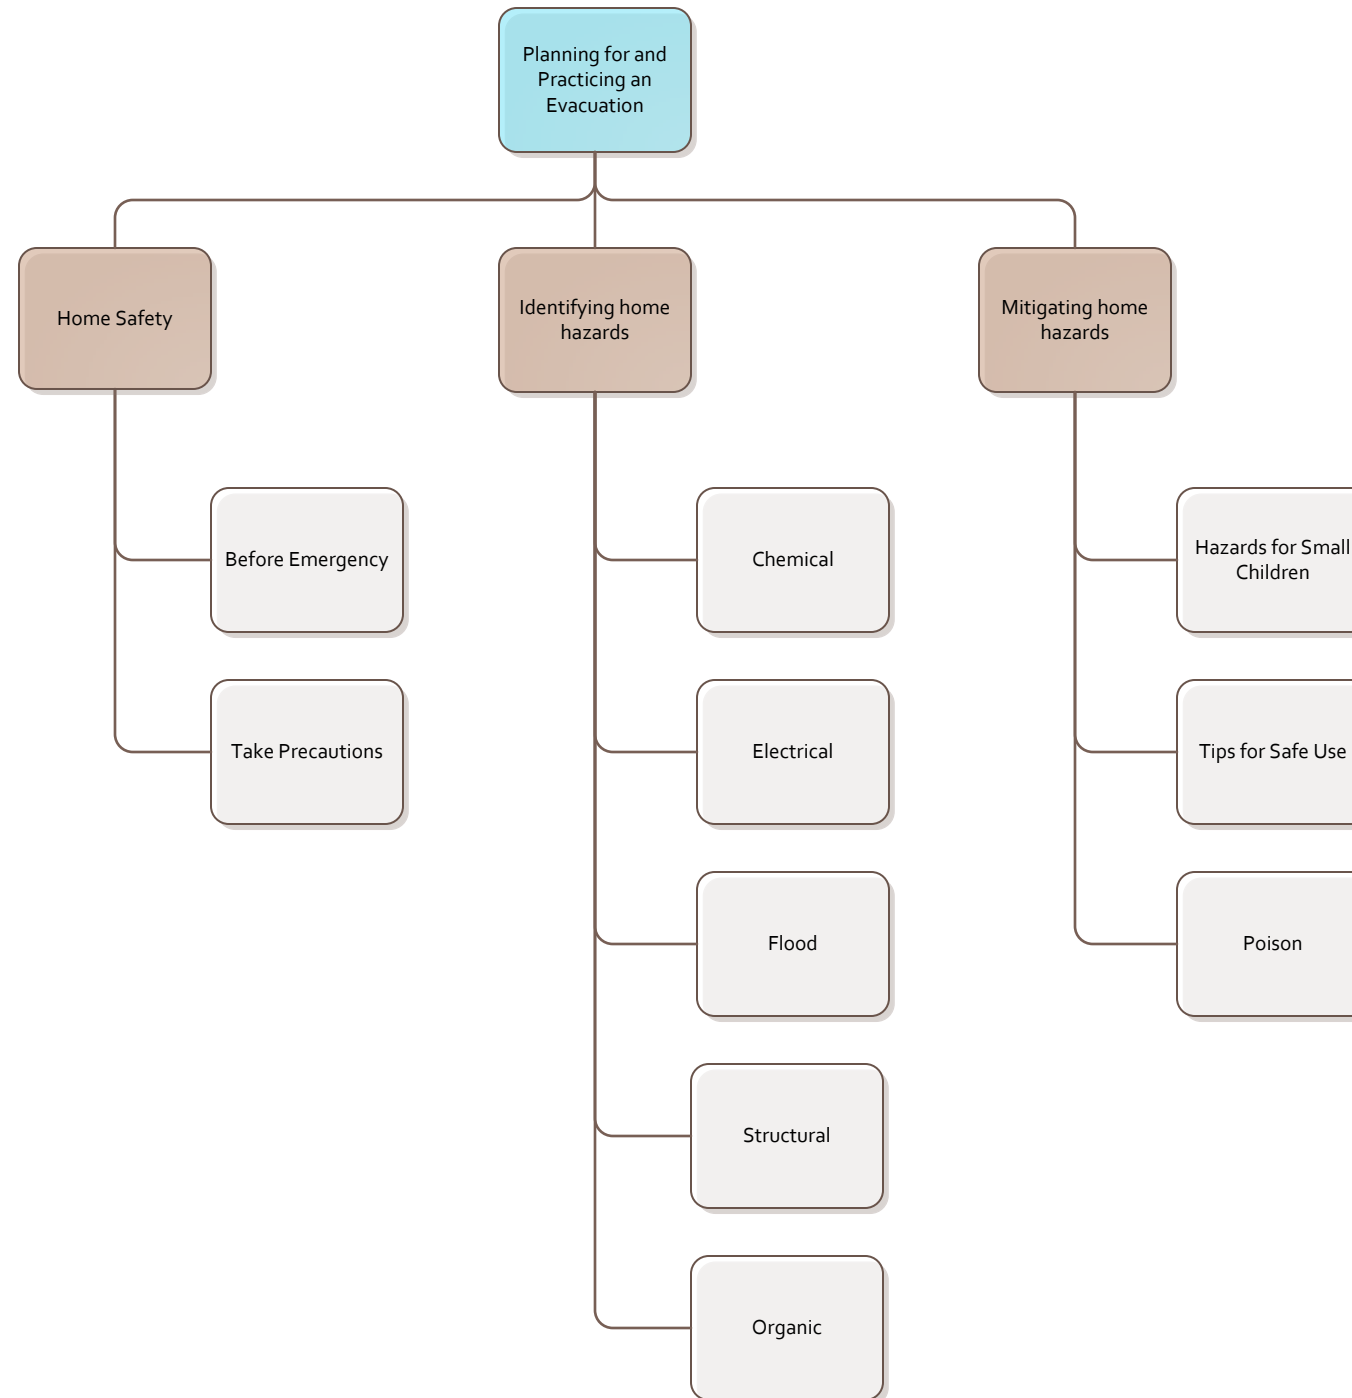 Planning for and
Practicing an
Evacuation
Home Safety
Identifying home
hazards
Mitigating home
hazards
Before Emergency
Chemical
Hazards for Small
Children
Take Precautions
Electrical
Tips for Safe Use
Flood
Poison
Structural
Organic